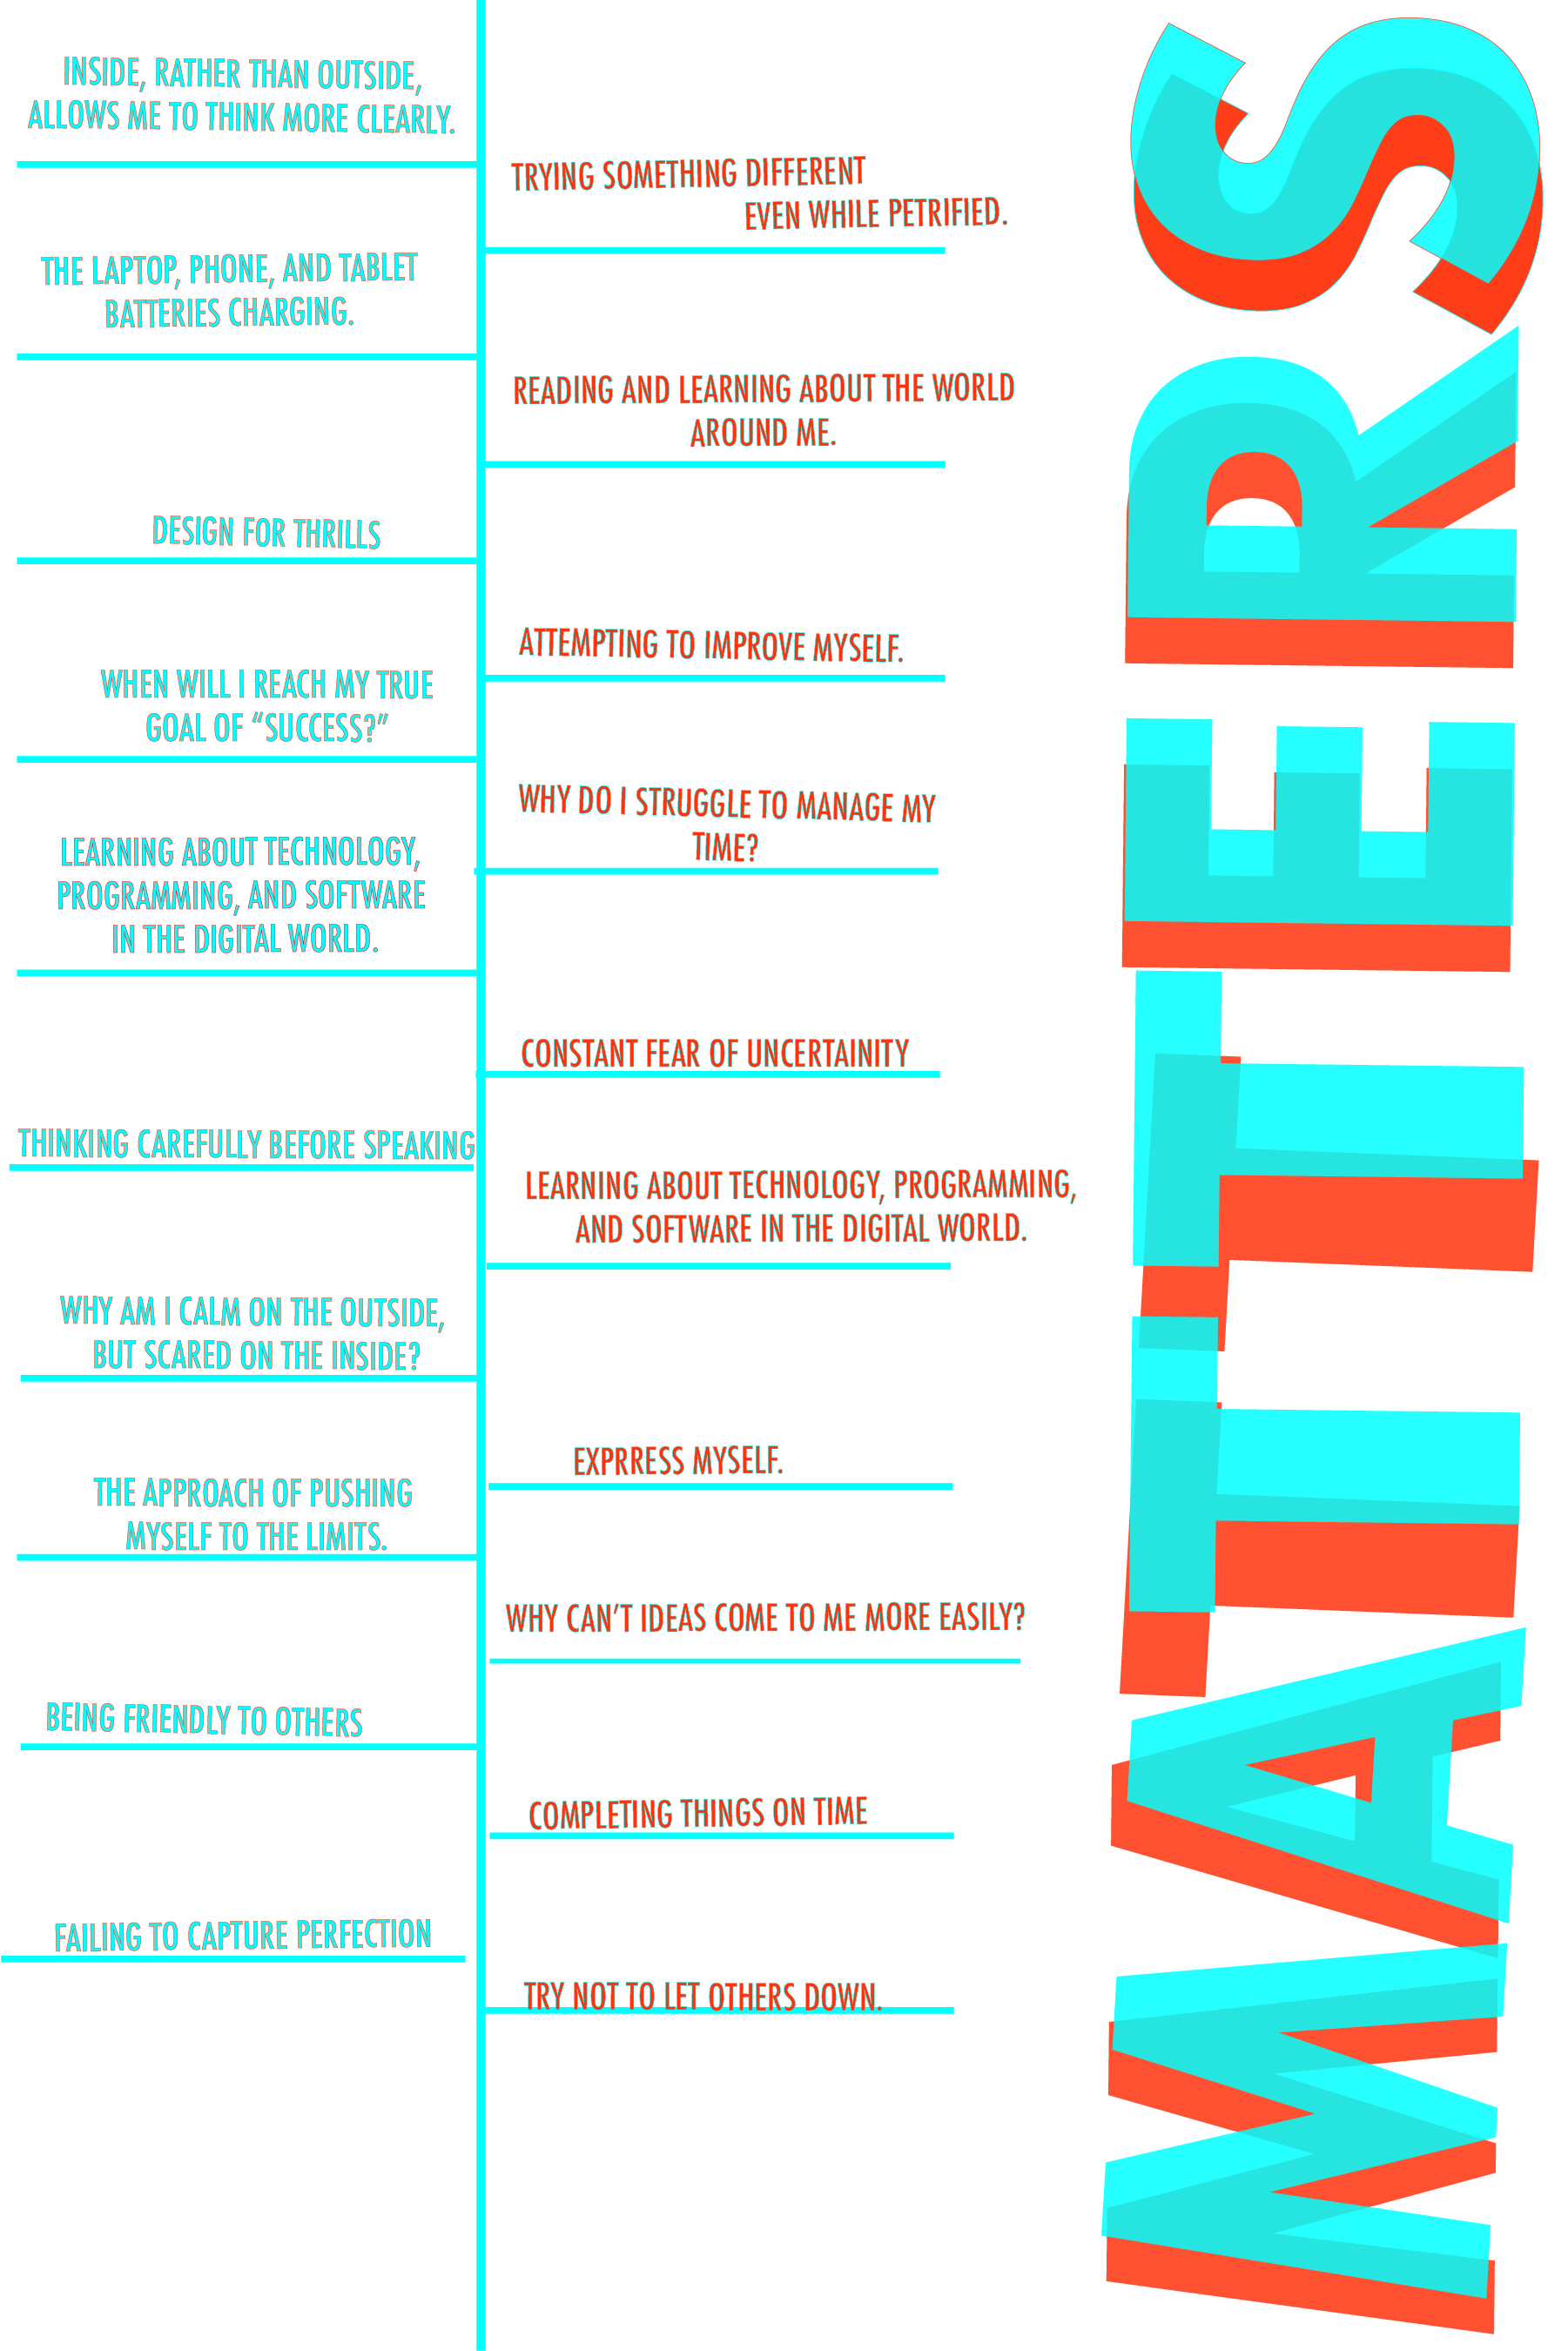 INSIDE, RATHER THAN OUTSIDE,
ALLOWS ME TO THINK MORE CLEARLY.
TRYING SOMETHING DIFFERENT
EVEN WHILE PETRIFIED.
THE LAPTOP, PHONE, AND TABLET
BATTERIES CHARGING.
READING AND LEARNING ABOUT THE WORLD
AROUND ME.
DESIGN FOR THRILLS
ATTEMPTING TO IMPROVE MYSELF.
WHEN WILL I REACH MY TRUE
GOAL OF “SUCCESS?”
WHY DO I STRUGGLE TO MANAGE MY
TIME?
LEARNING ABOUT TECHNOLOGY,
PROGRAMMING, AND SOFTWARE
IN THE DIGITAL WORLD.
CONSTANT FEAR OF UNCERTAINITY
THINKING CAREFULLY BEFORE SPEAKING
LEARNING ABOUT TECHNOLOGY, PROGRAMMING,
AND SOFTWARE IN THE DIGITAL WORLD.
WHY AM I CALM ON THE OUTSIDE,
BUT SCARED ON THE INSIDE?
EXPRRESS MYSELF.
THE APPROACH OF PUSHING
MYSELF TO THE LIMITS.
WHY CAN’T IDEAS COME TO ME MORE EASILY?
BEING FRIENDLY TO OTHERS
COMPLETING THINGS ON TIME
FAILING TO CAPTURE PERFECTION
TRY NOT TO LET OTHERS DOWN.
MATTERS